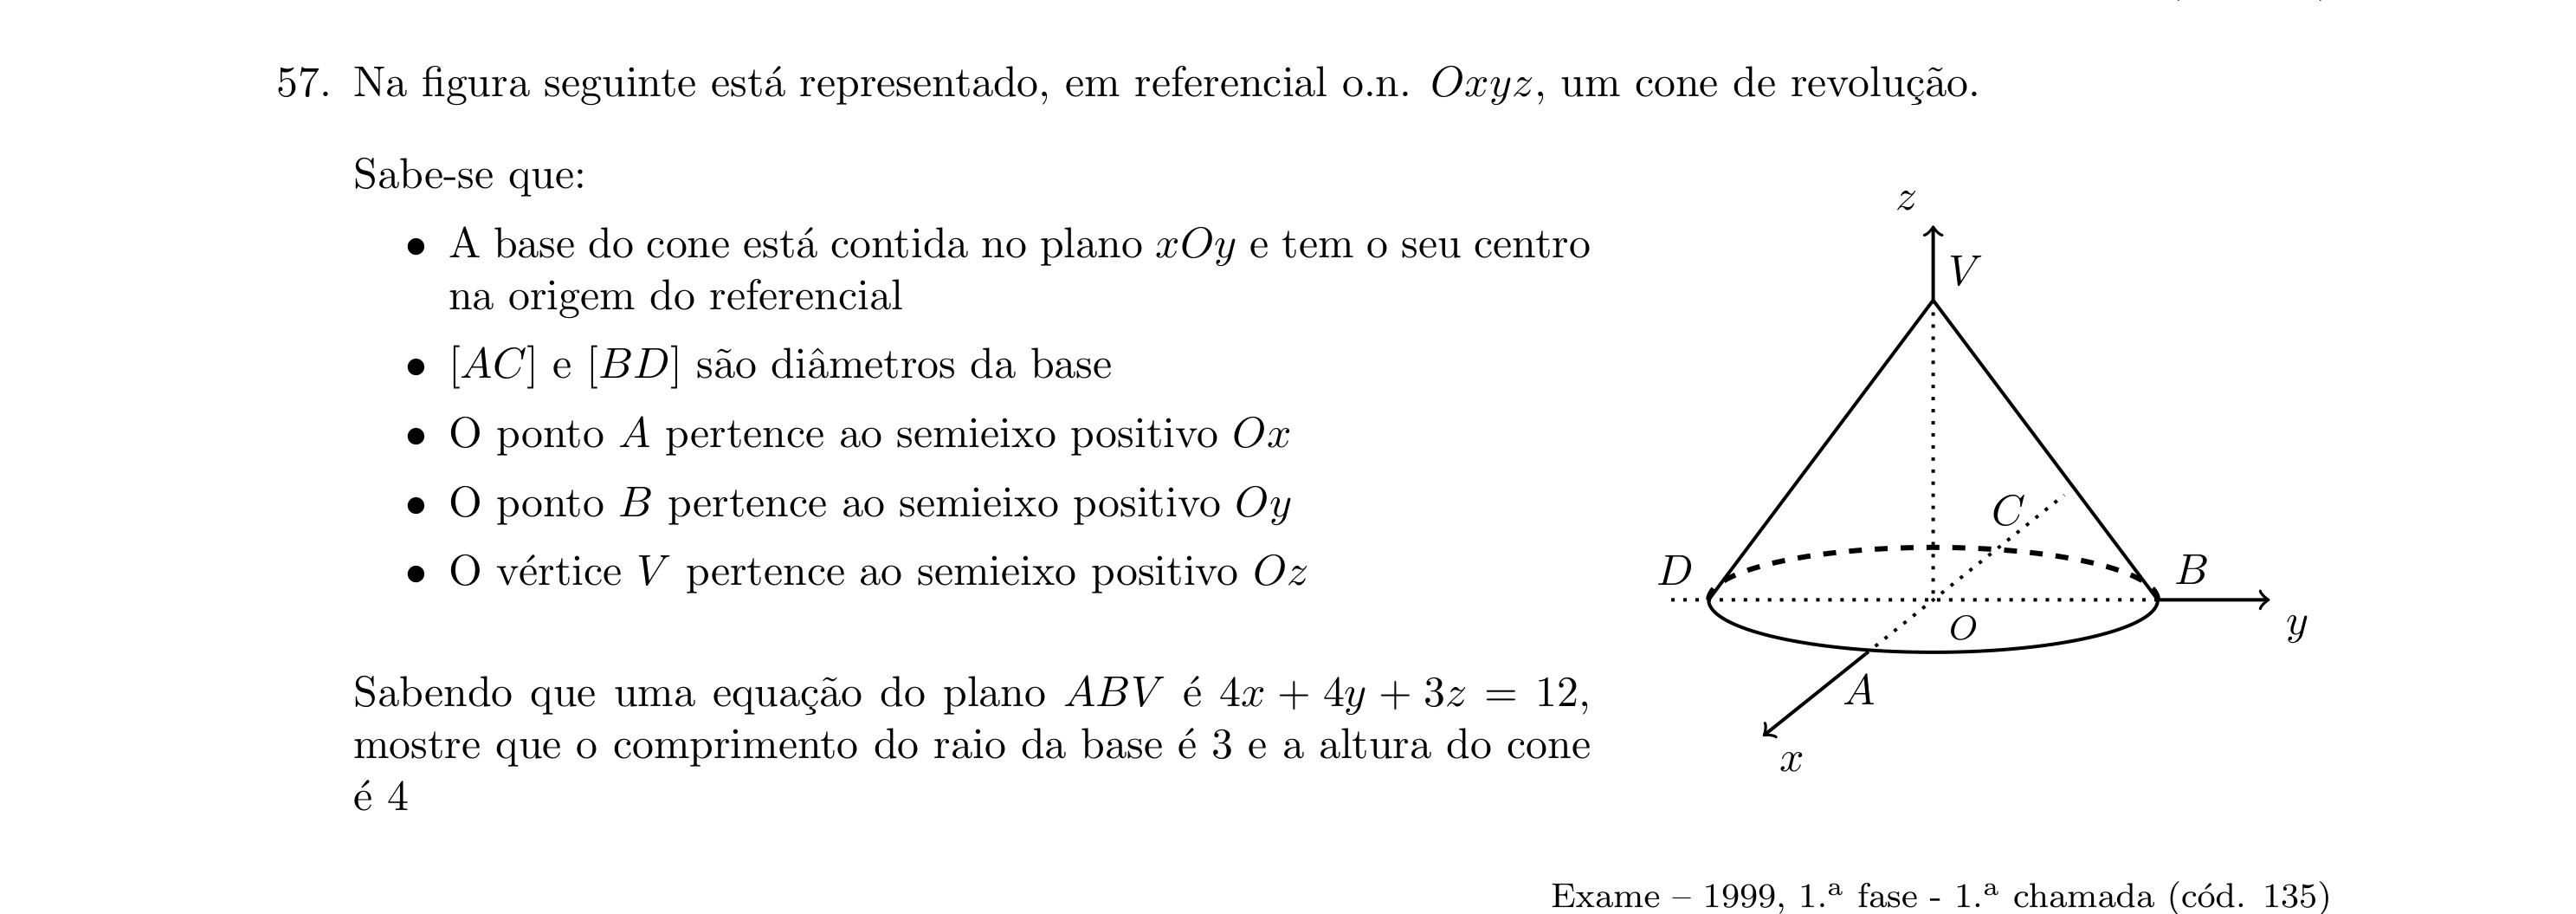 57. Na figura seguinte está representado, em referencial o.n. Oxyz, um cone de revolução.
Sabe-se que:
• A base do cone está contida no plano xOy e tem o seu centro
na origem do referencial
• [AC] e [BD] são diâmetros da base
• O ponto A pertence ao semieixo positivo Ox
• O ponto B pertence ao semieixo positivo Oy
• O vértice V pertence ao semieixo positivo Oz
Sabendo que uma equação do plano ABV é 4x + 4y + 3z = 12,
mostre que o comprimento do raio da base é 3 e a altura do cone
é 4
z
V
C
D
B
O
y
A
x
Exame – 1999, 1.ª fase - 1.ª chamada (cód. 135)